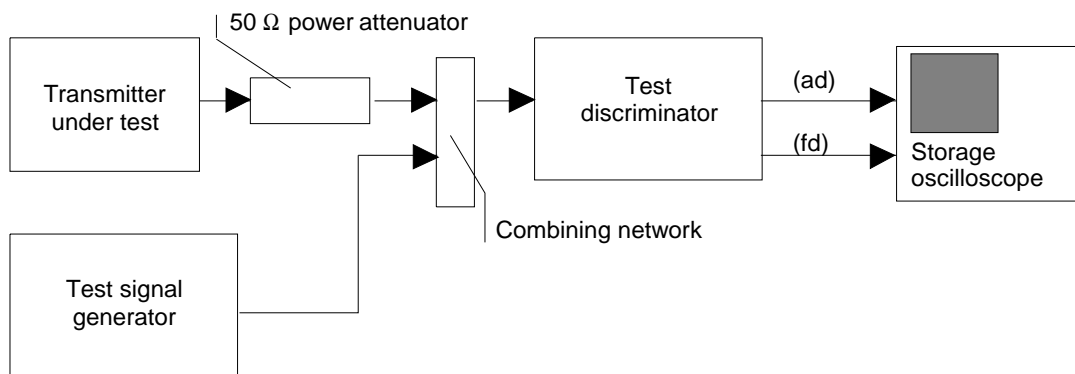 50 Ω power attenuator
Transmitter
under test
Test
discriminator
(ad)
(fd)
Storage
oscilloscope
Combining network
Test signal
generator